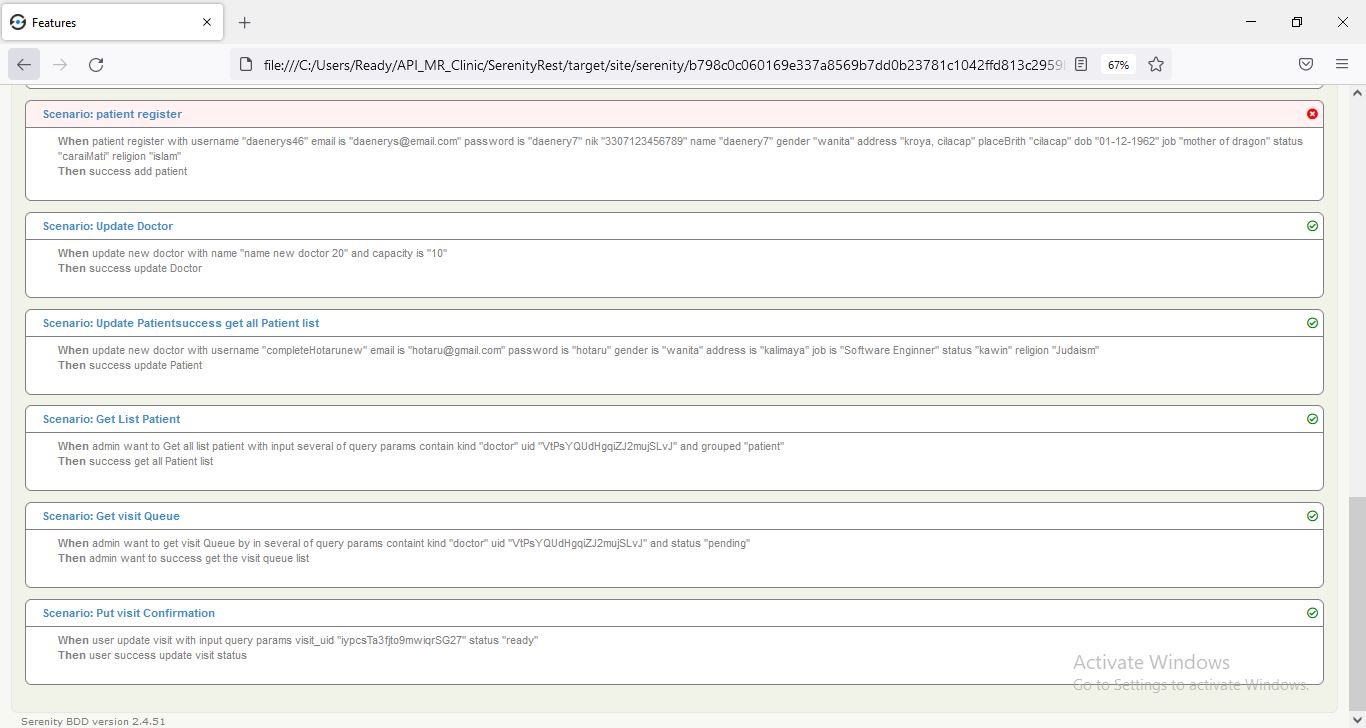 Features
file:///C:/Users/Ready/API_MR_Clinic/SerenityRest/target/site/serenity/b798c0c060169e337a8569b7dd0b23781c1042ffd813c2959
67%
Scenario: patient register
When patient register with username "daenerys46" email is "daenerys@email.com" password is "daenery7" nik "3307123456789" name "daenery7" gender "wanita" address "kroya, cilacap" placeBrith "cilacap" dob "01-12-1962" job "mother of dragon" status
"caraiMati" religion "islam"
Then success add patient
Scenario: Update Doctor
When update new doctor with name "name new doctor 20" and capacity is "10"
Then success update Doctor
Scenario: Update Patientsuccess get all Patient list
When update new doctor with username "completeHotarunew" email is "hotaru@gmail.com" password is "hotaru" gender is "wanita" address is "kalimaya" job is "Software Enginner" status "kawin" religion "Judaism"
Then success update Patient
Scenario: Get List Patient
When admin want to Get all list patient with input several of query params contain kind "doctor" uid "VtPsYQUdHgqiZJ2mujSLvJ" and grouped "patient"
Then success get all Patient list
Scenario: Get visit Queue
When admin want to get visit Queue by in several of query params containt kind "doctor" uid "VtPsYQUdHgqiZJ2mujSLvJ" and status "pending"
Then admin want to success get the visit queue list
Scenario: Put visit Confirmation
When user update visit with input query params visit_uid "iypcsTa3fjto9mwiqrSG27" status "ready"
Then user success update visit status
Activate Windows
Go to Settings to activate Windows.
Serenity BDD version 2.4.51